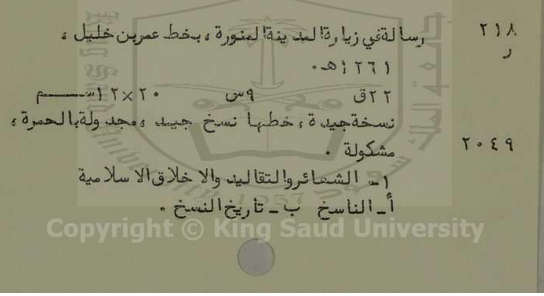 ٢١٨ رسالة في زيارة المدينة المنورة ، بخط عمر بن خليل ،
ر ١٢٦١هـ.
٢٢ق ٩س ٢٠×١٢سم
نسخة جيدة ، خطها نسخ جيد ، مجدولة بالحمرة ،
٢٠٤٩ مشكولة .
١ـ الشعائر والتقاليد والاخلاق الاسلامية
أ ـ الناسخ ب ـ تاريخ النسخ .
Copyright © King Saud University